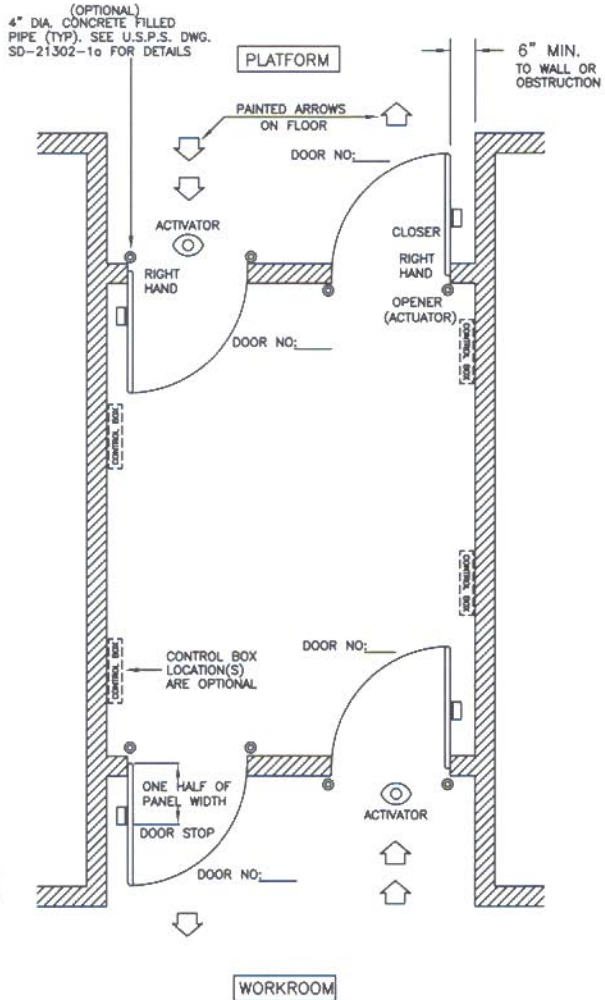 (OPTIONAL)
4" DIA. CONCRETE FILLED
PIPE (TYP). SEE U.S.P.S. DWG.
SD-21302-1a FOR DETAILS
PLATFORM
6" MIN.
TO WALL OR
OBSTRUCTION
PAINTED ARROWS
ON FLOOR
DOOR NO:
ACTIVATOR
CLOSER
RIGHT
HAND
RIGHT
HAND
OPENER
(ACTUATOR)
CONTROL BOX
DOOR NO:
CONTROL BOX
CONTROL BOX
CONTROL BOX
CONTROL BOX
LOCATION(S)
ARE OPTIONAL
DOOR NO:
ONE HALF OF
PANEL WIDTH
DOOR STOP
ACTIVATOR
DOOR NO:
WORKROOM